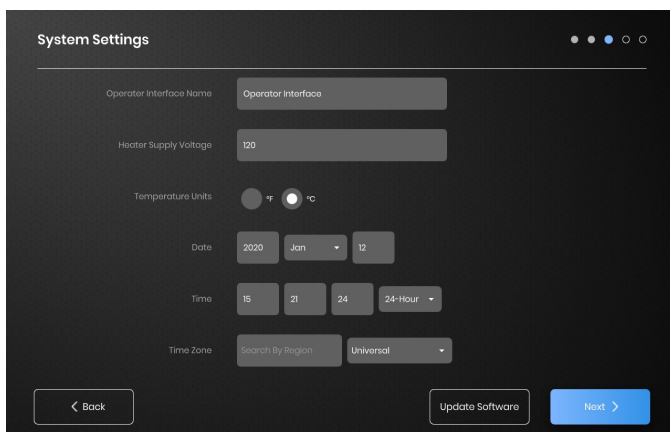 System Settings
Operater Interface Name
Operator Interface
Heater Supply Voltage
120
Temperature Units
°F
°C
Date
2020
Jan
12
Time
15
21
24
24-Hour
Time Zone
Search By Region
Universal
Back
Update Software
Next